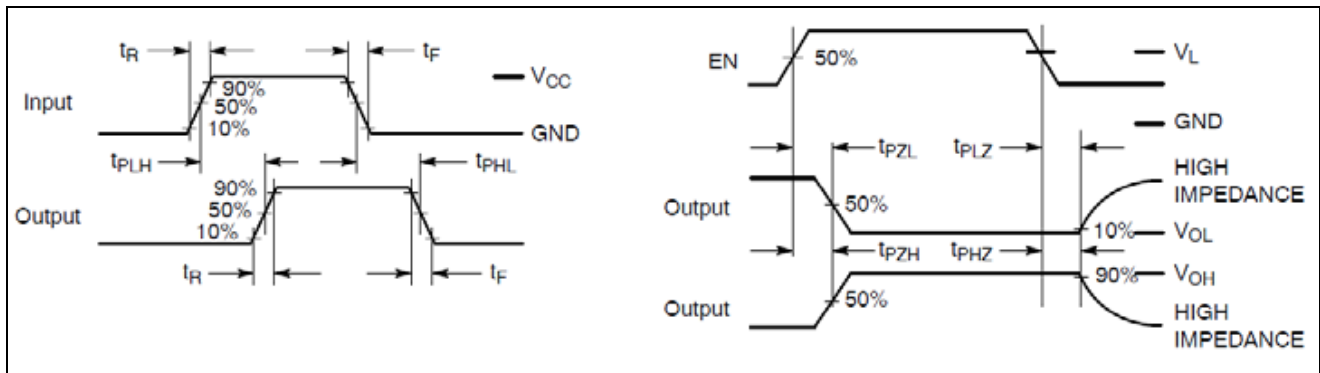 tR
tF
VCC
90%
50%
10%
Input
GND
tPLH
tPHL
90%
50%
10%
Output
tR
tF
EN
50%
VL
GND
tPZL
tPLZ
HIGH
IMPEDANCE
Output
50%
10%
VOL
tPZH
tPHZ
90%
VOH
Output
50%
HIGH
IMPEDANCE